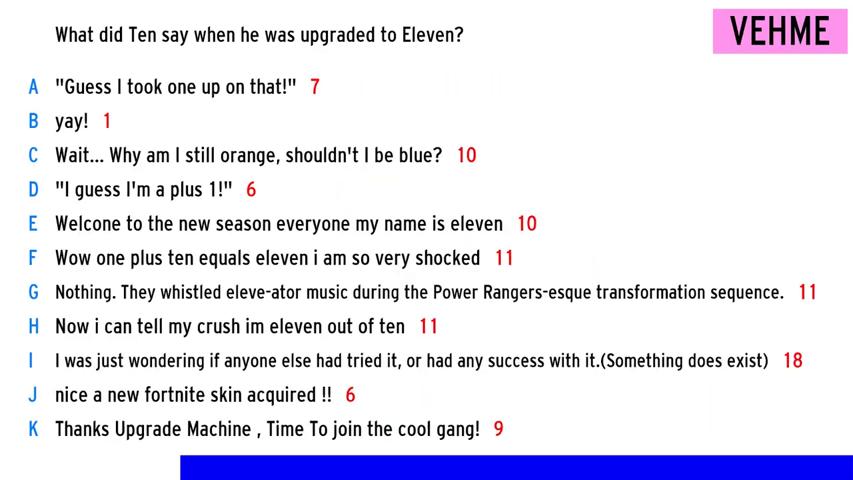 What did Ten say when he was upgraded to Eleven?
VEHME
A "Guess I took one up on that!" 7
B yay! 1
C Wait... Why am I still orange, shouldn't I be blue? 10
D "I guess I'm a plus 1!" 6
E Welcone to the new season everyone my name is eleven 10
F Wow one plus ten equals eleven i am so very shocked 11
G Nothing. They whistled eleve-ator music during the Power Rangers-esque transformation sequence. 11
H Now i can tell my crush im eleven out of ten 11
I I was just wondering if anyone else had tried it, or had any success with it.(Something does exist) 18
J nice a new fortnite skin acquired !! 6
K Thanks Upgrade Machine , Time To join the cool gang! 9